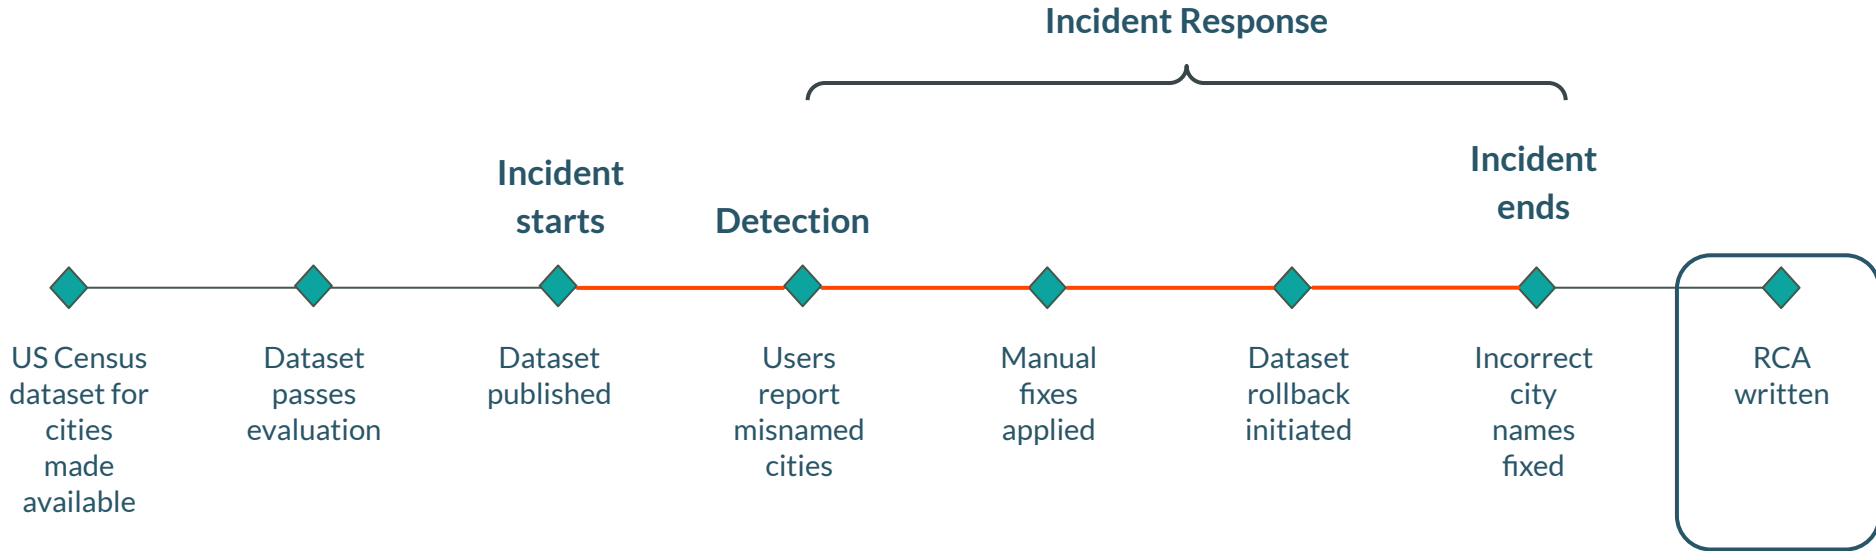 Incident Response
Incident
starts
Detection
Incident
ends
US Census
dataset for
cities
made
available
Dataset
passes
evaluation
Dataset
published
Users
report
misnamed
cities
Manual
fixes
applied
Dataset
rollback
initiated
Incorrect
city
names
fixed
RCA
written